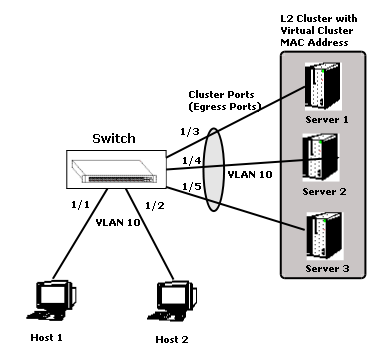 L2 Cluster with
Virtual Cluster
MAC Address
Cluster Ports
(Egress Ports)
Server 1
1/3
Switch
1/4
VLAN 10
Server 2
1/5
1/1
1/2
VLAN 10
Server 3
Host 1
Host 2